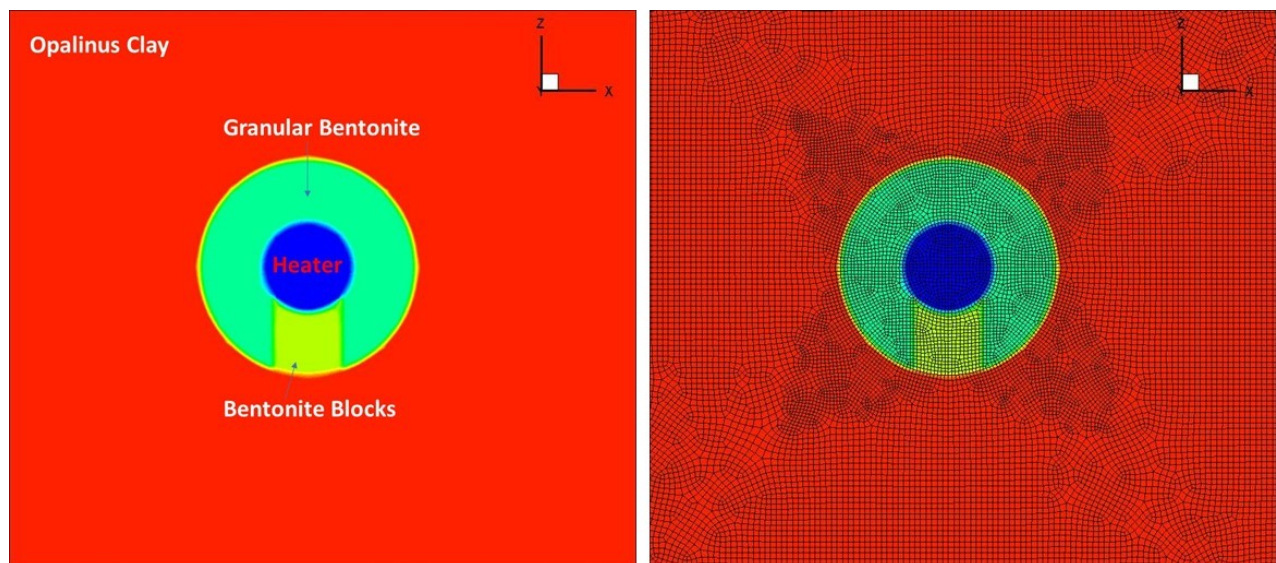 Opalinus Clay
Z
Y
X
Granular Bentonite
Heater
Bentonite Blocks
Z
Y
X